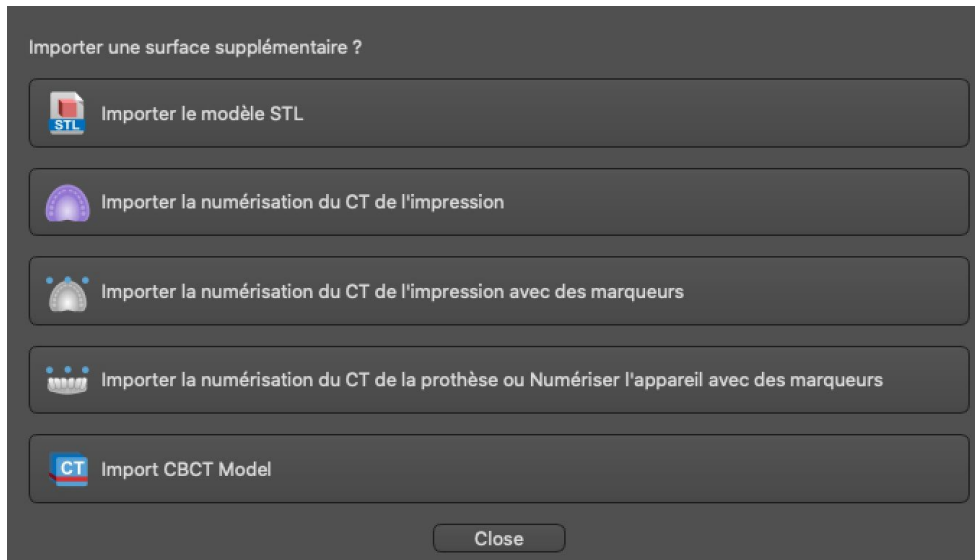 Importer une surface supplémentaire ?
STL
Importer le modèle STL
Importer la numérisation du CT de l'impression
Importer la numérisation du CT de l'impression avec des marqueurs
Importer la numérisation du CT de la prothèse ou Numériser l'appareil avec des marqueurs
CT
Import CBCT Model
Close